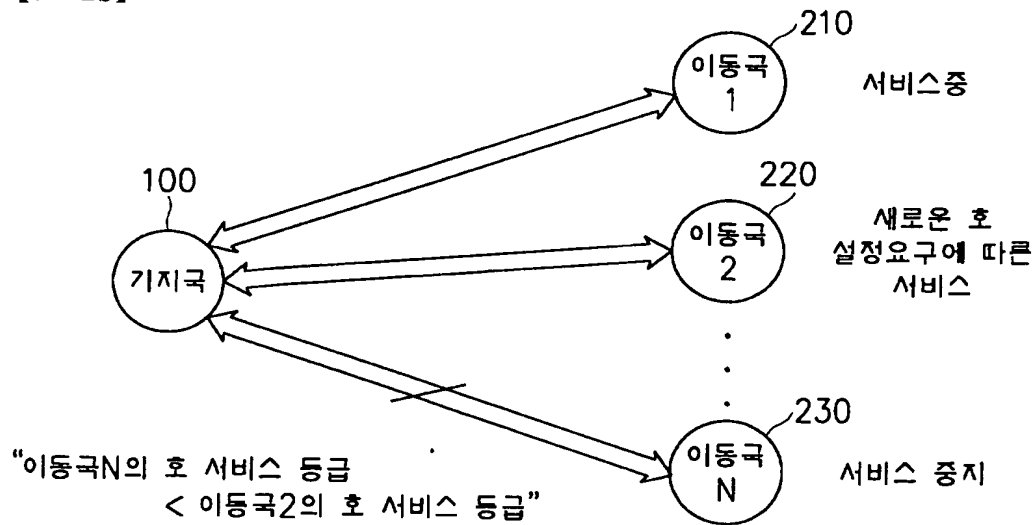 210
이동국
1
서비스중
100
기지국
220
이동국
2
새로운 호
설정요구에 따른
서비스
230
이동국
N
서비스 중지
“이동국N의 호 서비스 등급
< 이동국2의 호 서비스 등급”